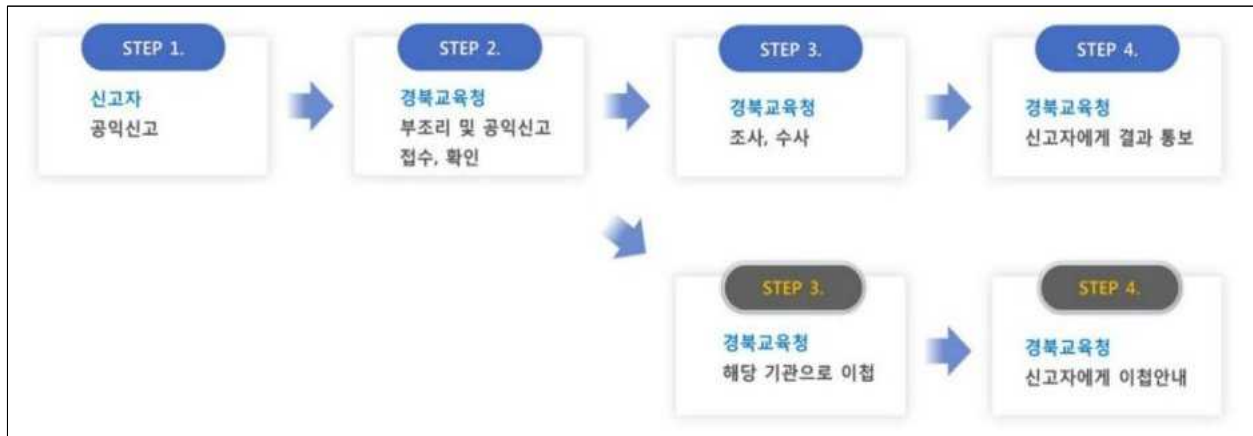 STEP 1.
신고자
공익신고
STEP 2.
경북교육청
부조리 및 공익신고
접수, 확인
STEP 3.
경북교육청
조사, 수사
STEP 4.
경북교육청
신고자에게 결과 통보
STEP 3.
경북교육청
해당 기관으로 이첩
STEP 4.
경북교육청
신고자에게 이첩안내